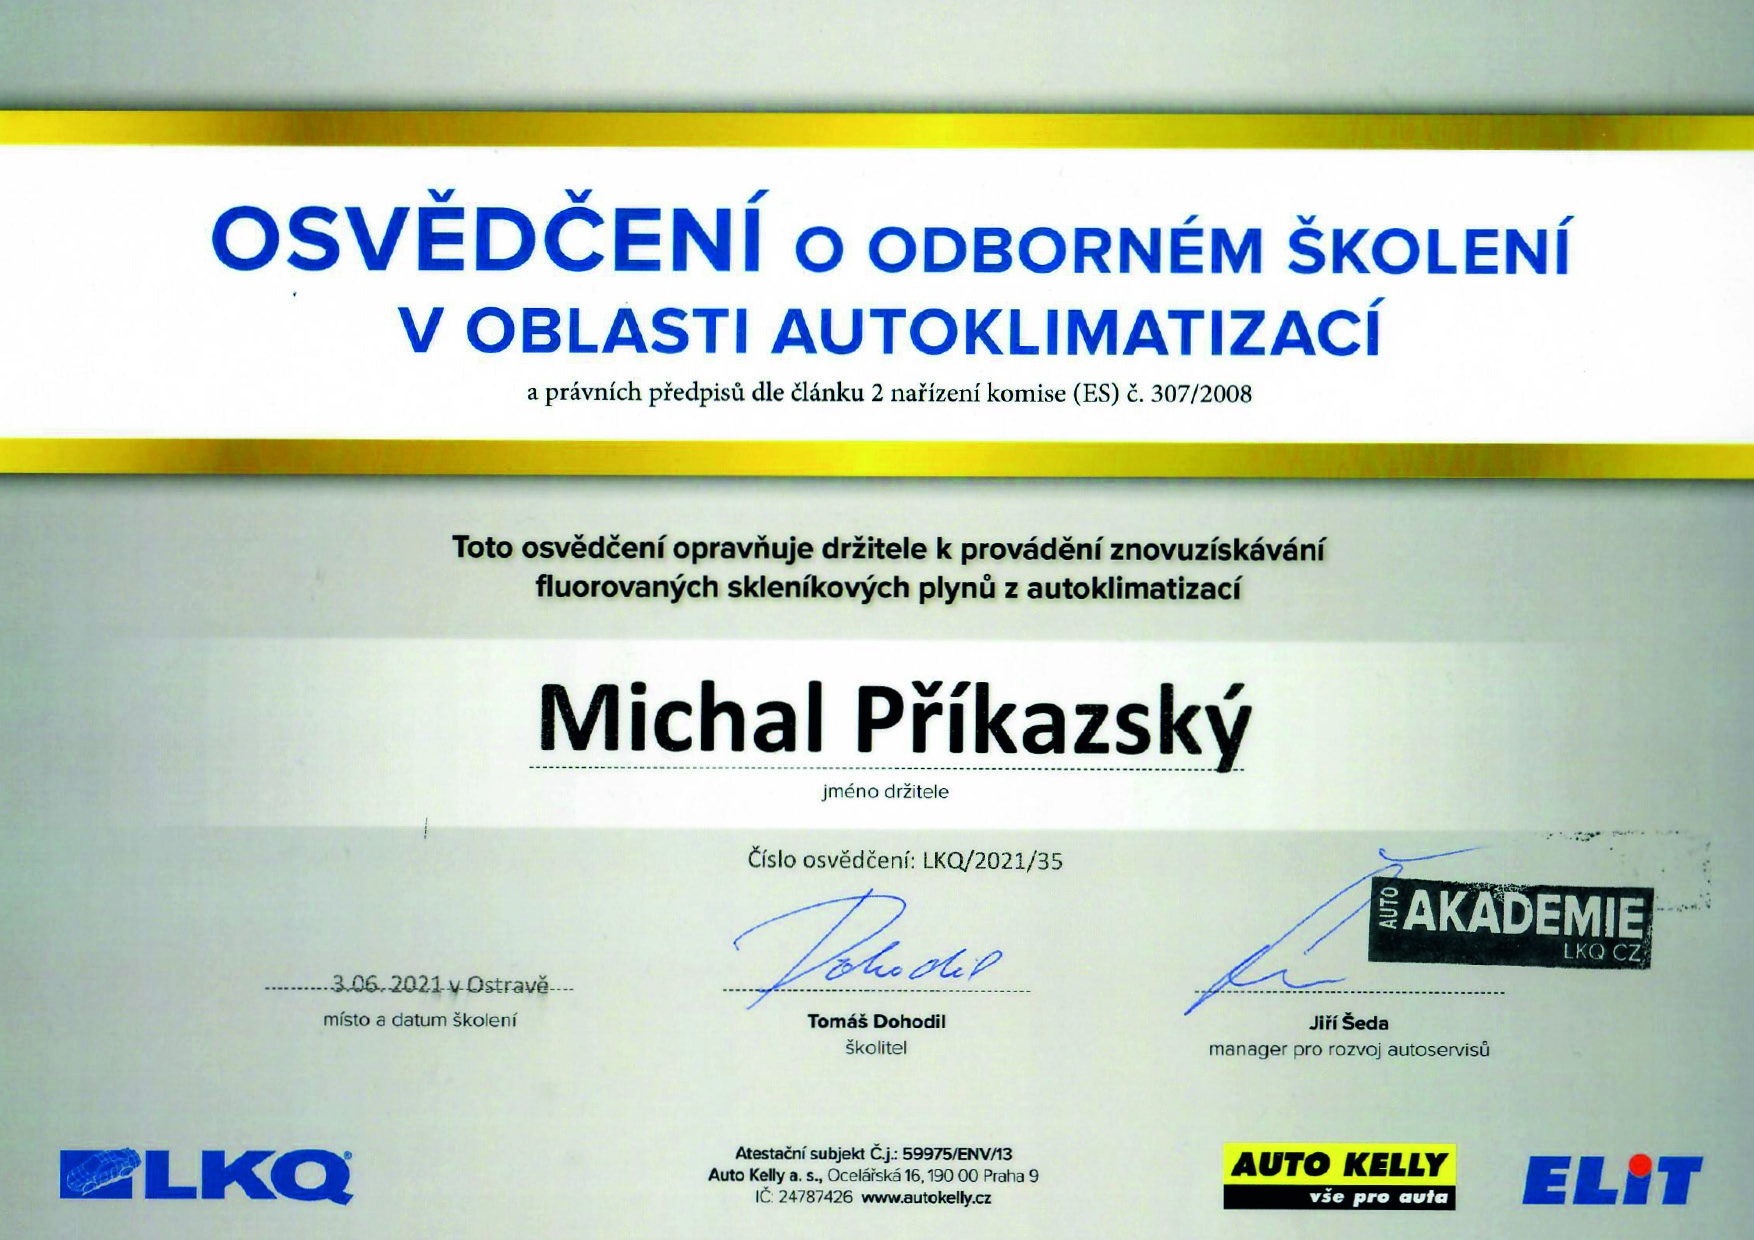 OSVĚDČENÍ O ODBORNÉM ŠKOLENÍ
V OBLASTI AUTOKLIMATIZACÍ
a právních předpisů dle článku 2 nařízení komise (ES) č. 307/2008
Toto osvědčení opravňuje držitele k provádění znovuzískávání
fluorovaných skleníkových plynů z autoklimatizací
Michal Příkazský
jméno držitele
Číslo osvědčení: LKQ/2021/35
AUTO AKADEMIE
LKQ CZ
Dohodil
3.06. 2021 v Ostravě
místo a datum školení
Tomáš Dohodil
školitel
Jiří Šeda
manager pro rozvoj autoservisů
LKQ
Atestační subjekt Č.j.: 59975/ENV/13
Auto Kelly a. s., Ocelářská 16, 190 00 Praha 9
IČ: 24787426 www.autokelly.cz
AUTO KELLY
vše pro auta
ELIT